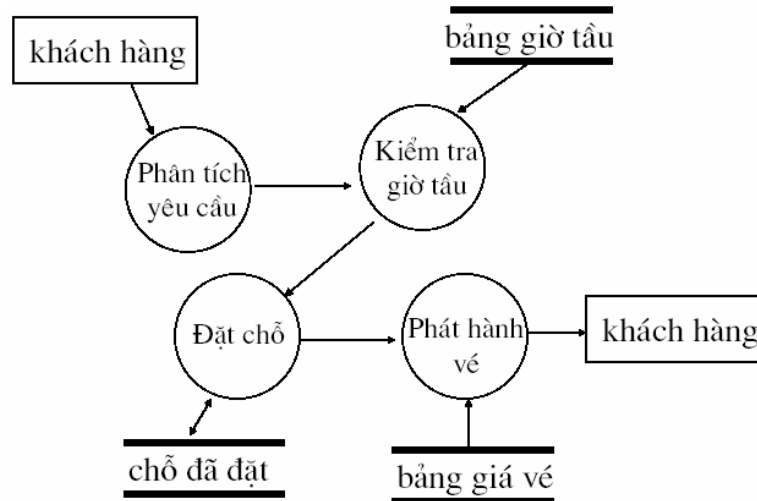 khách hàng
bảng giờ tầu
Phân tích
yêu cầu
Kiểm tra
giờ tầu
Đặt chỗ
Phát hành
vé
khách hàng
chỗ đã đặt
bảng giá vé